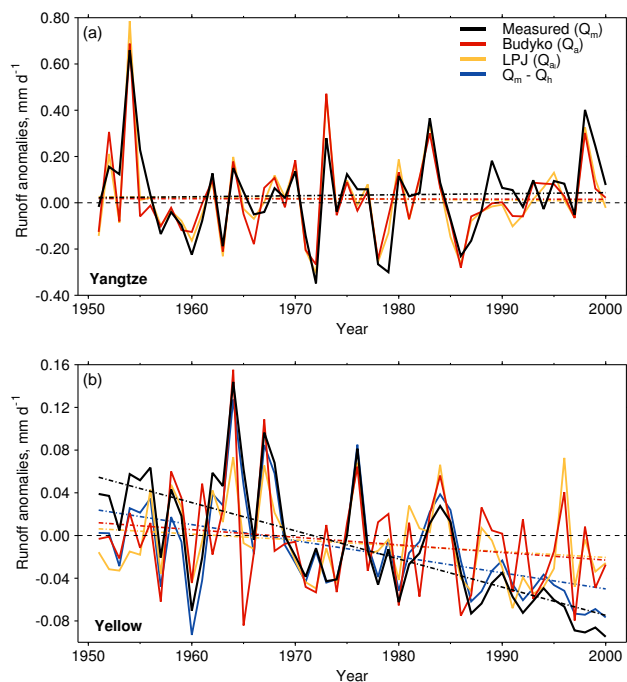 (a)
Measured (Qm)
Budyko (Qa)
LPJ (Qal)
Qm - Qh
Runoff anomalies, mm d-1
0.80
0.60
0.40
0.20
0.00
-0.20
-0.40
Yangtze
1950 1960 1970 1980 1990 2000
Year
(b)
Runoff anomalies, mm d-1
0.16
0.12
0.08
0.04
0.00
-0.04
-0.08
Yellow
1950 1960 1970 1980 1990 2000
Year